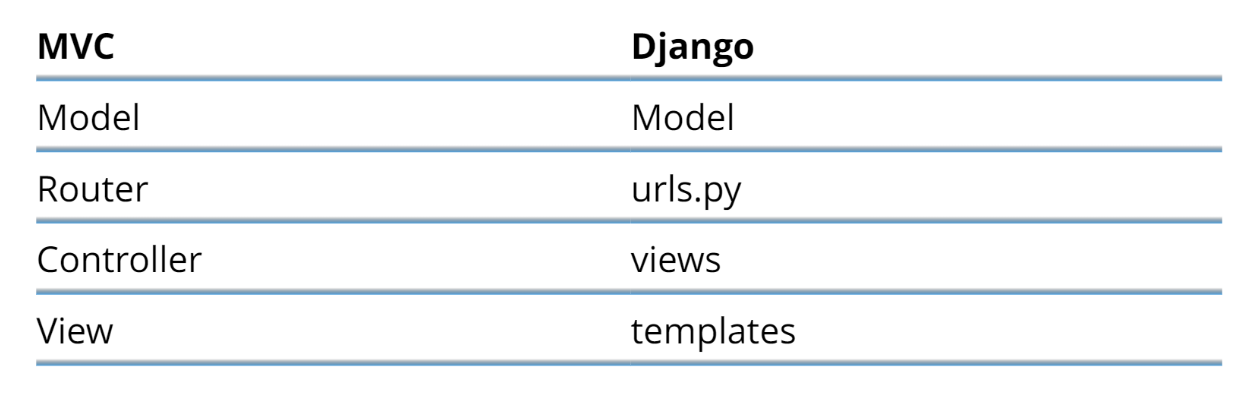 MVC Django
Model Model
Router urls.py
Controller views
View templates